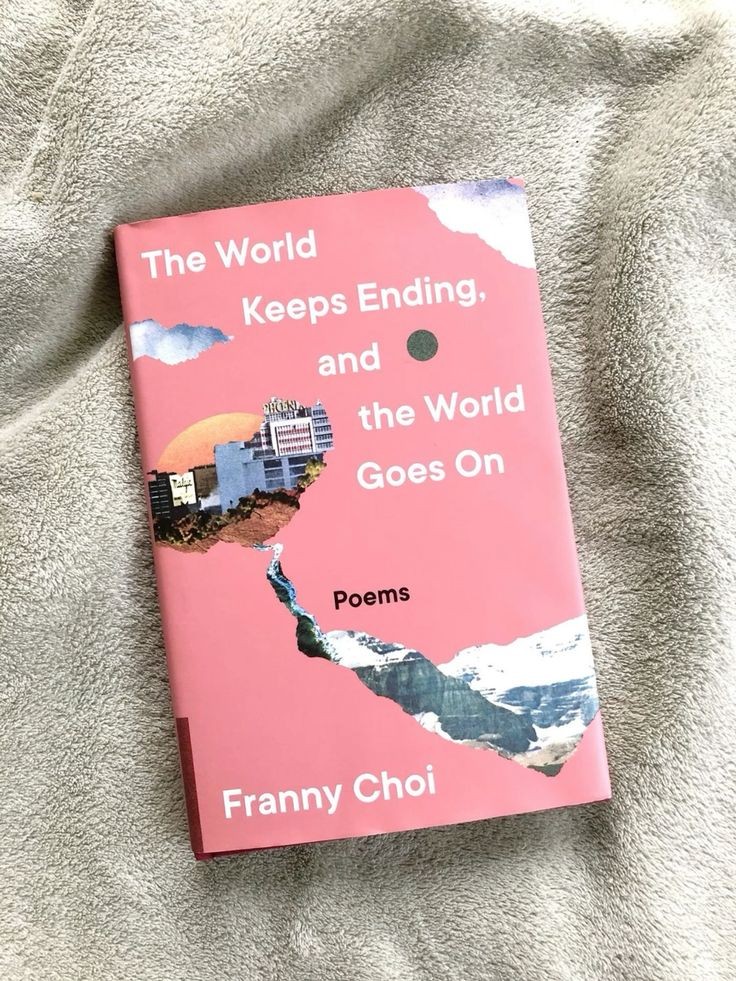 The World
Keeps Ending,
and
the World
Goes On
Poems
Franny Choi